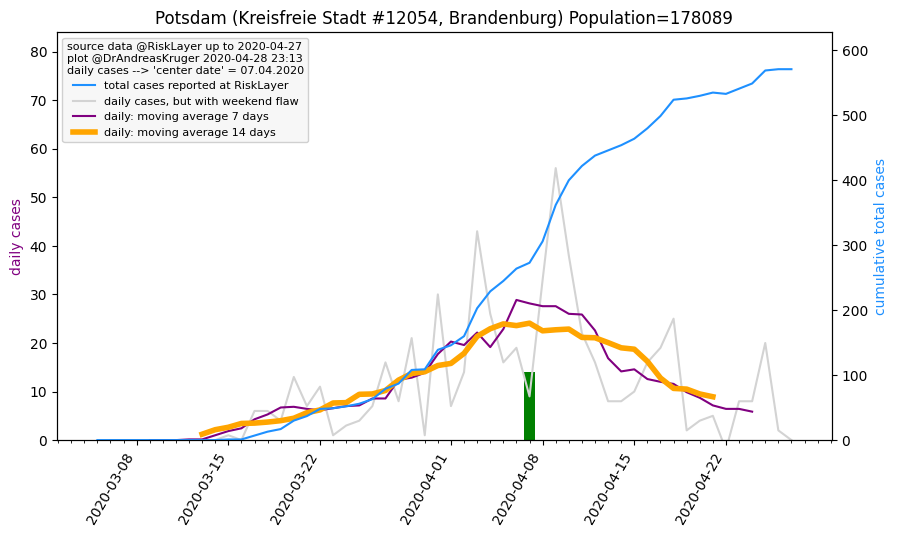 Potsdam (Kreisfreie Stadt #12054, Brandenburg) Population=178089
source data @RiskLayer up to 2020-04-27
plot @DrAndreasKruger 2020-04-28 23:13
daily cases --> 'center date' = 07.04.2020
total cases reported at RiskLayer
daily cases, but with weekend flaw
daily: moving average 7 days
daily: moving average 14 days
daily cases
80
70
60
50
40
30
20
10
0
600
500
400
300
200
100
0
cumulative total cases
2020-03-08
2020-03-15
2020-03-22
2020-04-01
2020-04-08
2020-04-15
2020-04-22